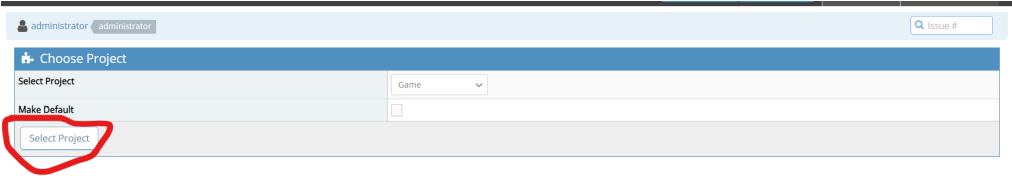 administrator administrator
Issue #
Choose Project
Select Project
Game
Make Default
Select Project